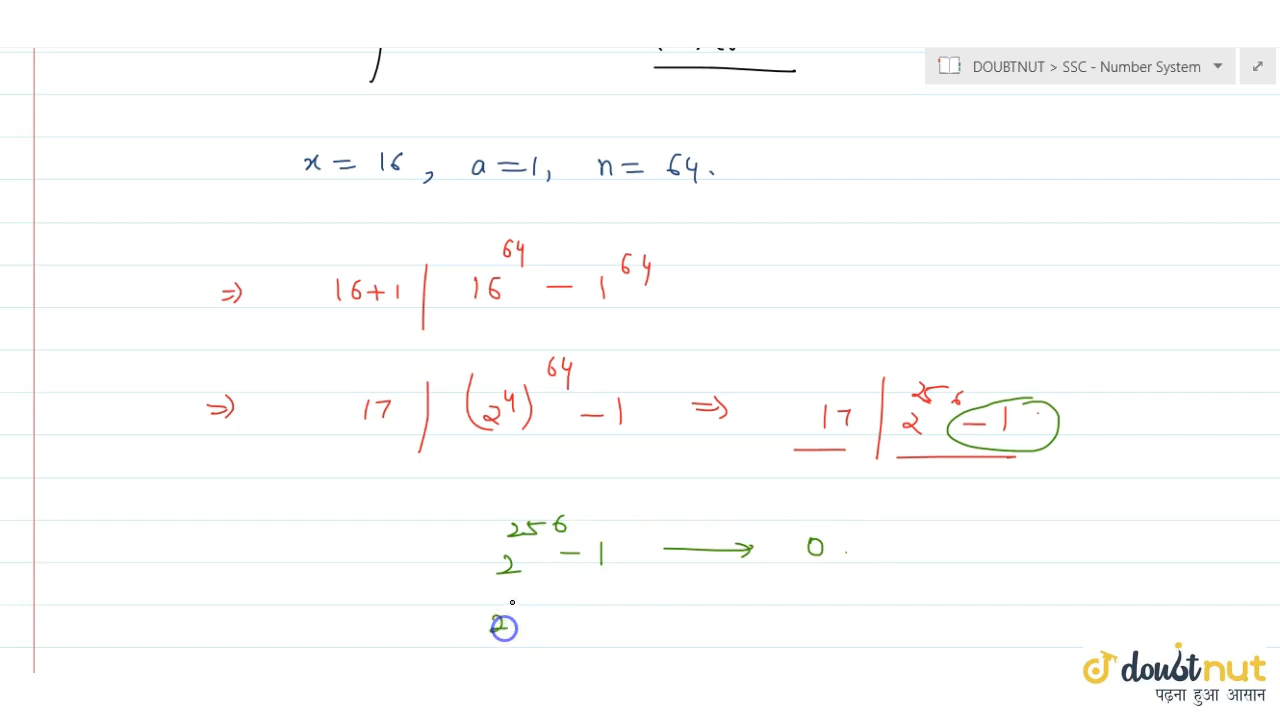 DOUBTNUT > SSC - Number System
x = 16, a = 1, n = 64.
⇒ 16+1 | 16^64 - 1^64
⇒ 17 | (2^4)^64 - 1 ⇒ 17 | 2^256 - 1
2^256 - 1 → 0.
2
doubtnut
पढ़ना हुआ आसान